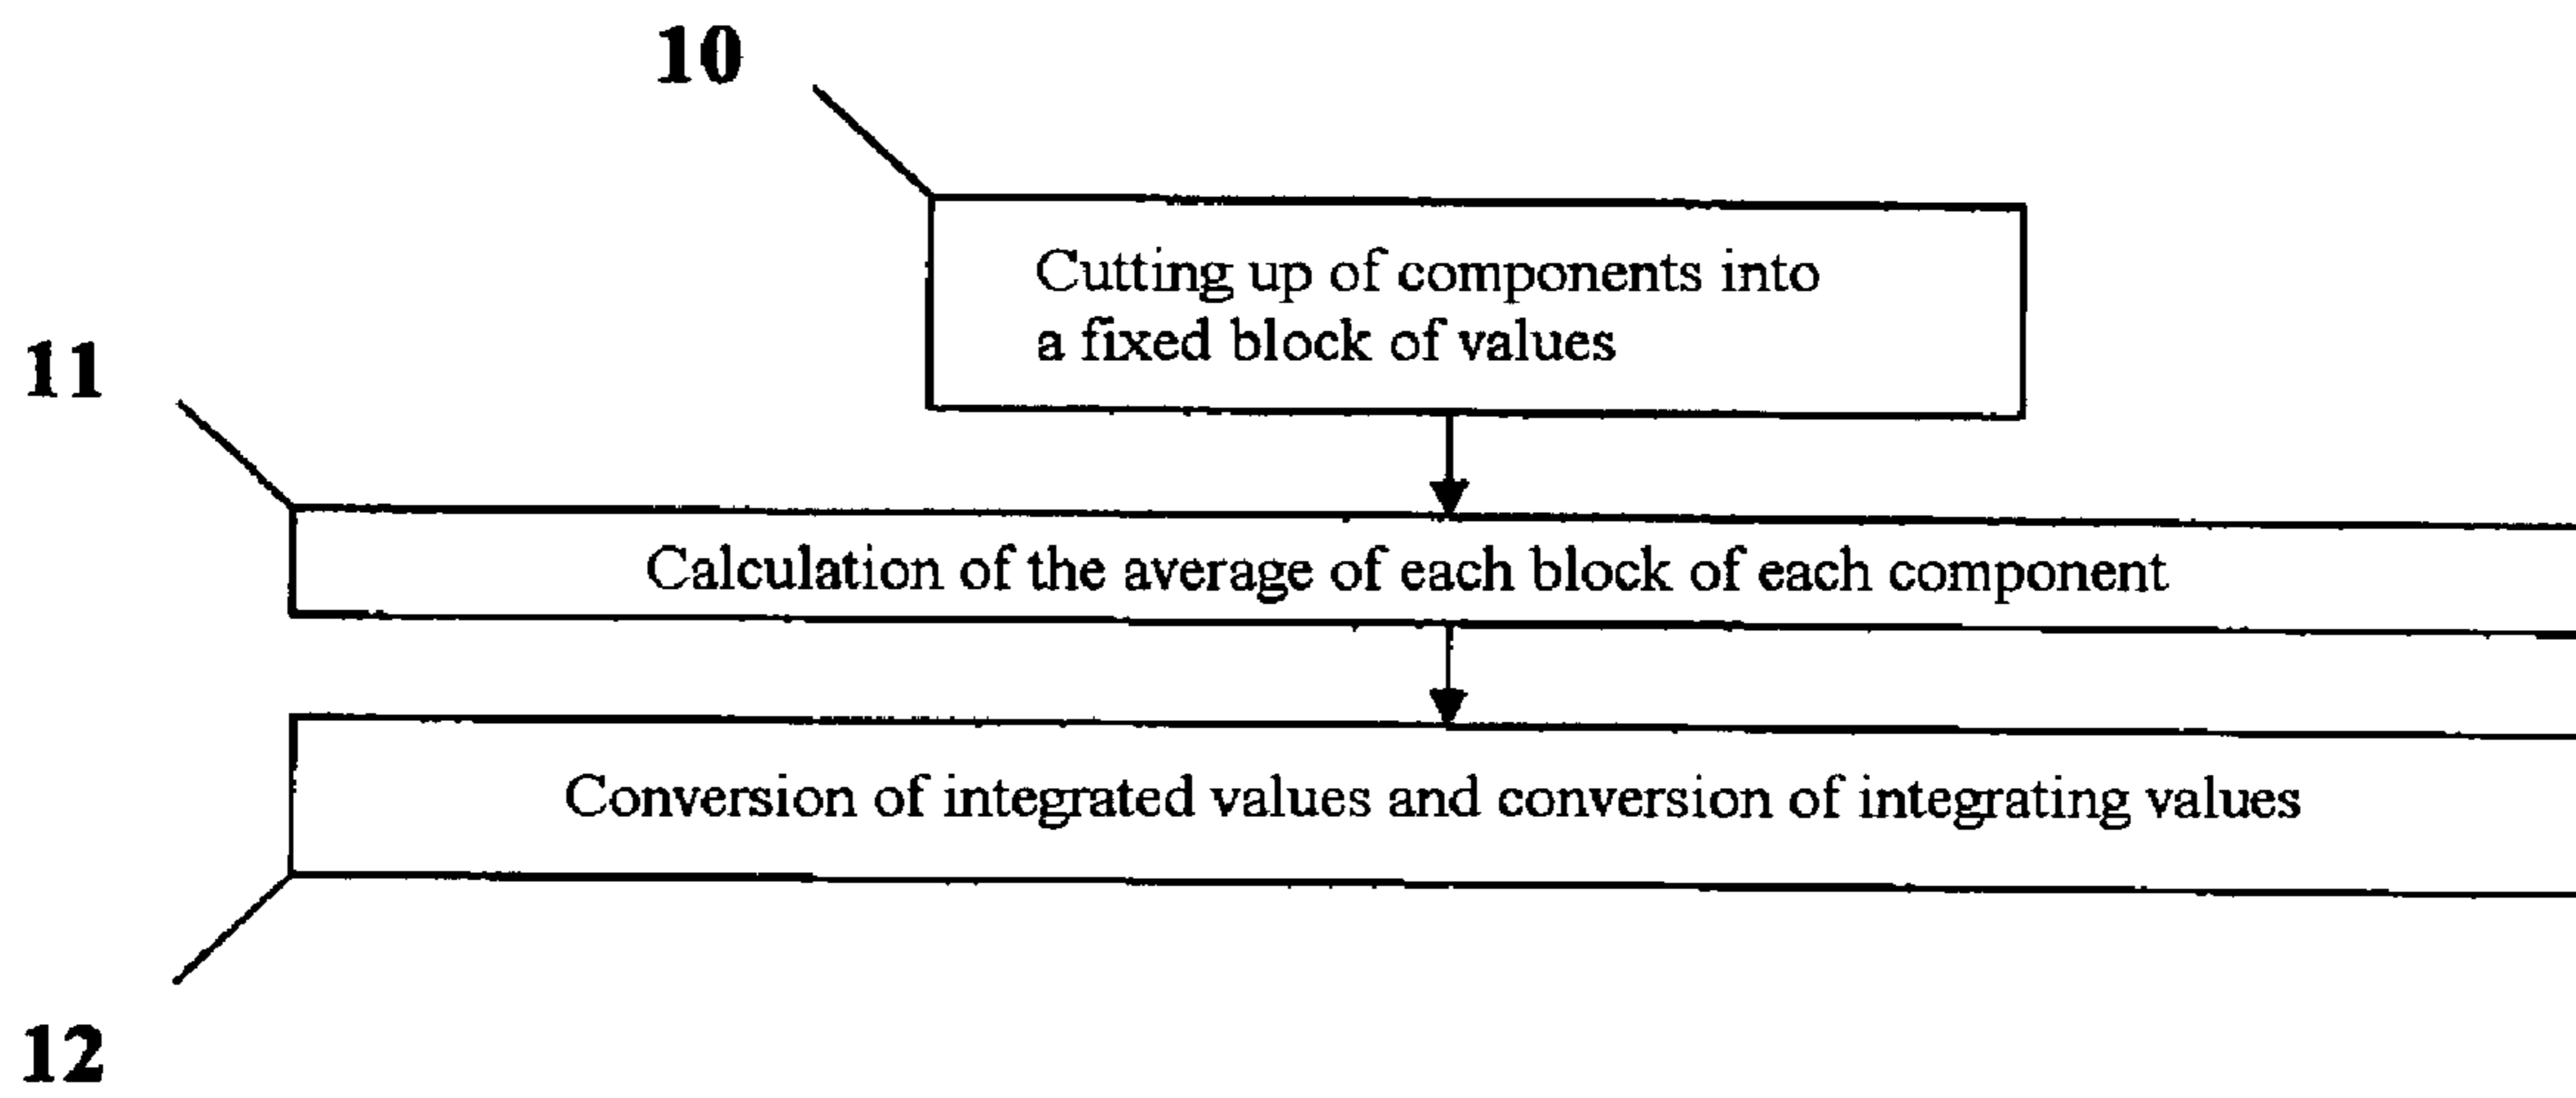 10
Cutting up of components into
a fixed block of values
11
Calculation of the average of each block of each component
Conversion of integrated values and conversion of integrating values
12